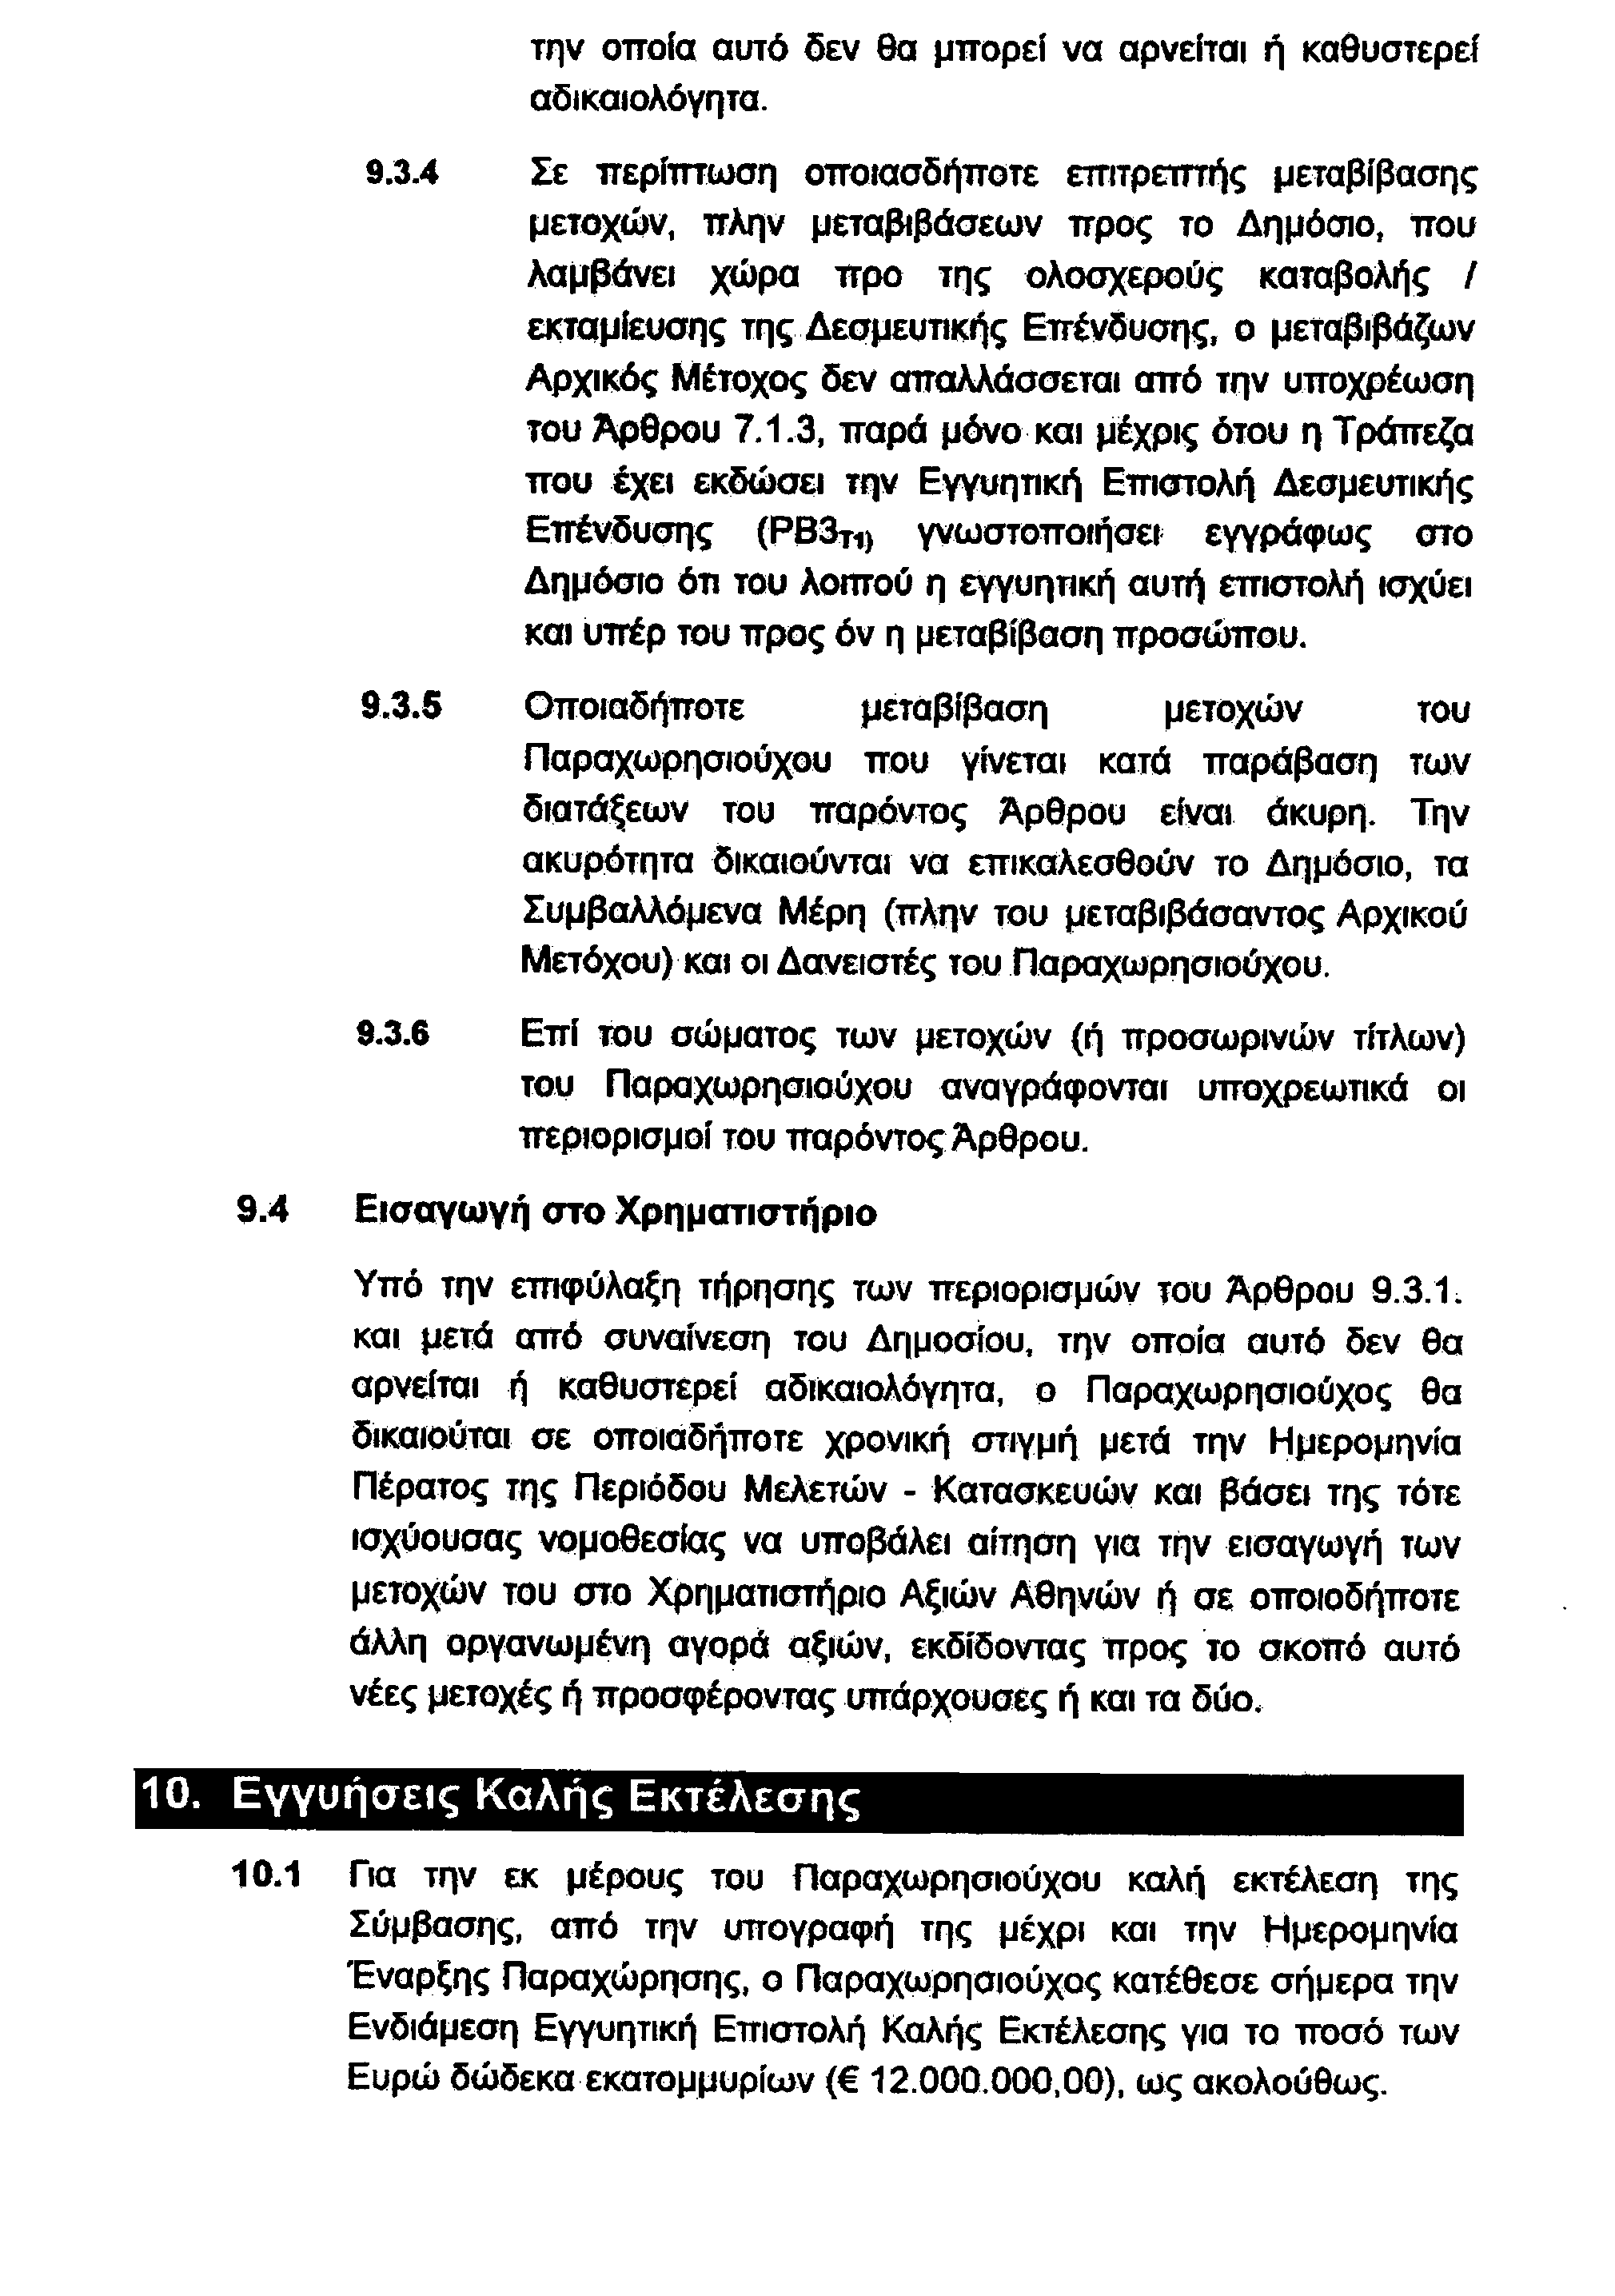 την οποία αυτό δεν θα μπορεί να αρνείται ή καθυστερεί
αδικαιολόγητα.
9.3.4 Σε περίπτωση οποιασδήποτε επιτρεπτής μεταβίβασης
μετοχών, πλην μεταβιβάσεων προς το Δημόσιο, που
λαμβάνει χώρα προ της ολοσχερούς καταβολής /
εκταμίευσης της Δεσμευτικής Επένδυσης, ο μεταβιβάζων
Αρχικός Μέτοχος δεν απαλλάσσεται από την υποχρέωση
του Άρθρου 7.1.3, παρά μόνο και μέχρις ότου η Τράπεζα
που έχει εκδώσει την Εγγυητική Επιστολή Δεσμευτικής
Επένδυσης (PB3T1) γνωστοποιήσει εγγράφως στο
Δημόσιο ότι του λοιπού η εγγυητική αυτή επιστολή ισχύει
και υπέρ του προς όν η μεταβίβαση προσώπου.
9.3.5 Οποιαδήποτε μεταβίβαση μετοχών του
Παραχωρησιούχου που γίνεται κατά παράβαση των
διατάξεων του παρόντος Άρθρου είναι άκυρη. Την
ακυρότητα δικαιούνται να επικαλεσθούν το Δημόσιο, τα
Συμβαλλόμενα Μέρη (πλην του μεταβιβάσαντος Αρχικού
Μετόχου) και οι Δανειστές του Παραχωρησιούχου.
9.3.6 Επί του σώματος των μετοχών (ή προσωρινών τίτλων)
του Παραχωρησιούχου αναγράφονται υποχρεωτικά οι
περιορισμοί του παρόντος Άρθρου.
9.4 Εισαγωγή στο Χρηματιστήριο
Υπό την επιφύλαξη τήρησης των περιορισμών του Άρθρου 9.3.1.
και μετά από συναίνεση του Δημοσίου, την οποία αυτό δεν θα
αρνείται ή καθυστερεί αδικαιολόγητα, ο Παραχωρησιούχος θα
δικαιούται σε οποιαδήποτε χρονική στιγμή μετά την Ημερομηνία
Πέρατος της Περιόδου Μελετών - Κατασκευών και βάσει της τότε
ισχύουσας νομοθεσίας να υποβάλει αίτηση για την εισαγωγή των
μετοχών του στο Χρηματιστήριο Αξιών Αθηνών ή σε οποιοδήποτε
άλλη οργανωμένη αγορά αξιών, εκδίδοντας προς το σκοπό αυτό
νέες μετοχές ή προσφέροντας υπάρχουσες ή και τα δύο.
10. Εγγυήσεις Καλής Εκτέλεσης
10.1 Για την εκ μέρους του Παραχωρησιούχου καλή εκτέλεση της
Σύμβασης, από την υπογραφή της μέχρι και την Ημερομηνία
Έναρξης Παραχώρησης, ο Παραχωρησιούχος κατέθεσε σήμερα την
Ενδιάμεση Εγγυητική Επιστολή Καλής Εκτέλεσης για το ποσό των
Ευρώ δώδεκα εκατομμυρίων (€ 12.000.000,00), ως ακολούθως.